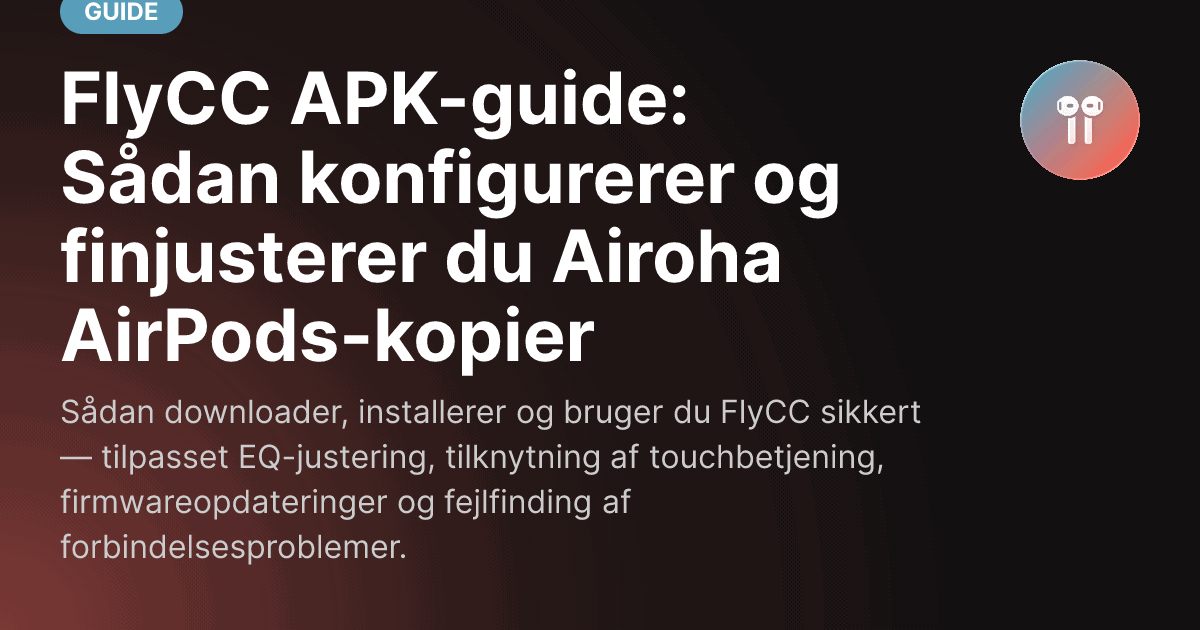 GUIDE
FlyCC APK-guide:
Sådan konfigurerer og
finjusterer du Airoha
AirPods-kopier
Sådan downloader, installerer og bruger du FlyCC sikkert
— tilpasset EQ-justering, tilknytning af touchbetjening,
firmwareopdateringer og fejlfinding af
forbindelsesproblemer.